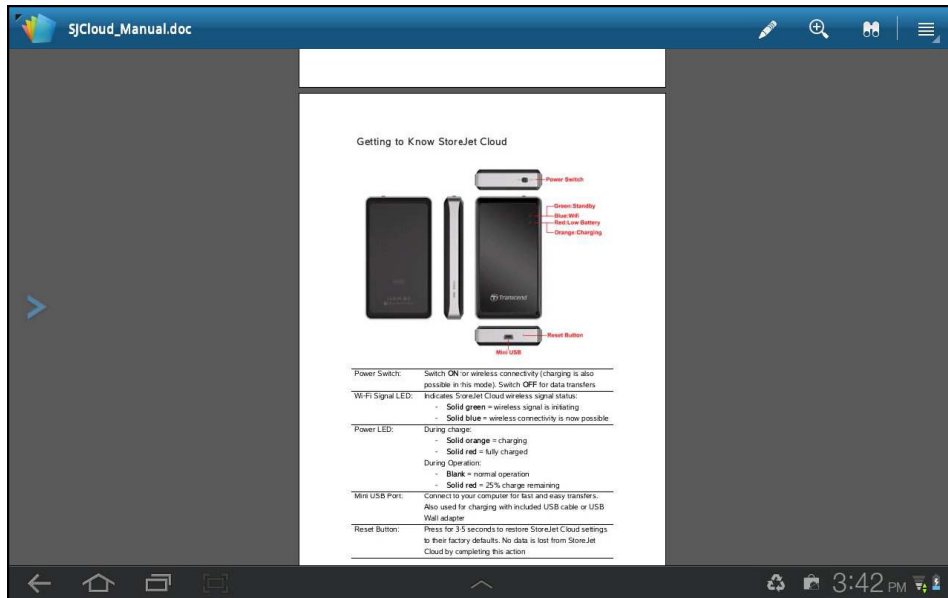 SJCloud_Manual.doc
Getting to Know StoreJet Cloud
Power Switch
Green:Standby
Blue:Wifi
Red:Low Battery
Orange:Charging
Transcend
Reset Button
Mini USB
Power Switch: Switch ON for wireless connectivity (charging is also
possible in this mode). Switch OFF for data transfers
Wi-Fi Signal LED: Indicates StoreJet Cloud wireless signal status:
- Solid green = wireless signal is initiating
- Solid blue = wireless connectivity is now possible
Power LED: During charge:
- Solid orange = charging
- Solid red = fully charged
During Operation:
- Blank = normal operation
- Solid red = 25% charge remaining
Mini USB Port: Connect to your computer for fast and easy transfers.
Also used for charging with included USB cable or USB
Wall adapter
Reset Button: Press for 3-5 seconds to restore StoreJet Cloud settings
to their factory defaults. No data is lost from StoreJet
Cloud by completing this action
3:42 PM